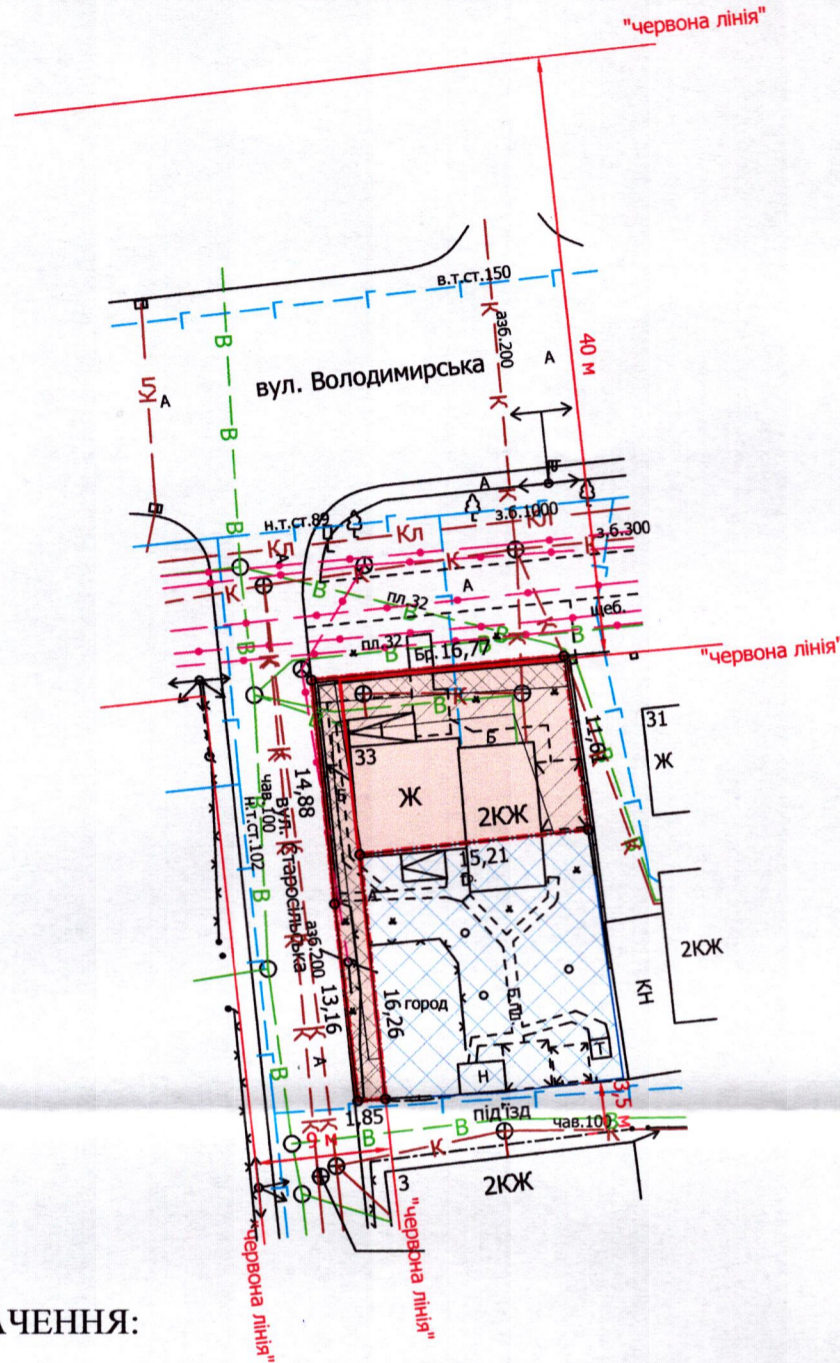 "червона лінія"
в.т.ст.150
К
азб.200
А
Г
В
40 м
вул. Володимирська
Кл
А
К
В
В
А
н.т.ст.89
Кл
з.б.1000
Кл
з.б.300
К
А
пл.32
В
щеб.
пл.32
В
Бр.
16,77
"червона лінія"
К
В
11,61
31
Ж
33
Б
Ж
2КЖ
14,88
15,21
чав.100
н.т.ст.102
вул. Старосільська
азб.200
13,16
16,26
город
2КЖ
КН
Т
Н
3,5 м
1,85
під'їзд
В
В
чав.100
К
К
3
2КЖ
"червона лінія"
"червона лінія"
АЧЕННЯ: